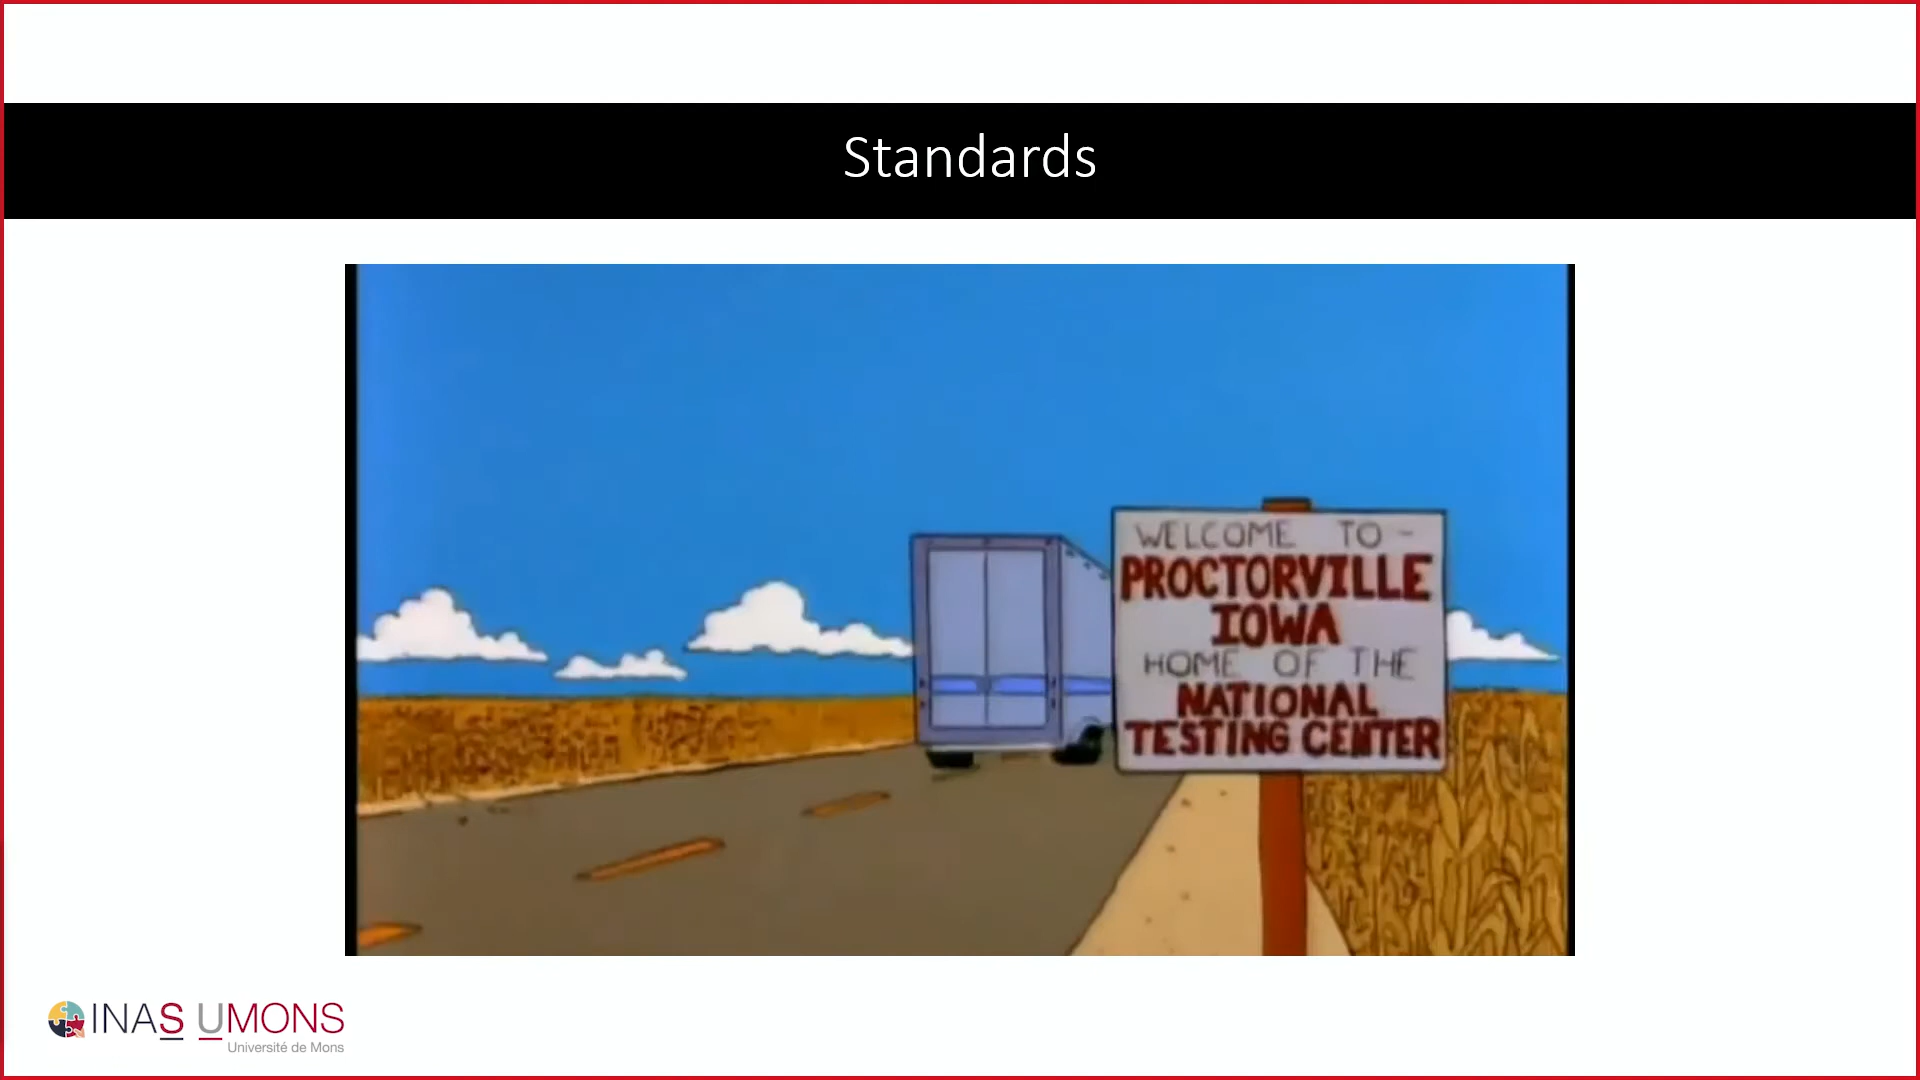 Standards
WELCOME TO -
PROCTORVILLE
IOWA
HOME OF THE
NATIONAL
TESTING CENTER
INAS UMONS
Université de Mons